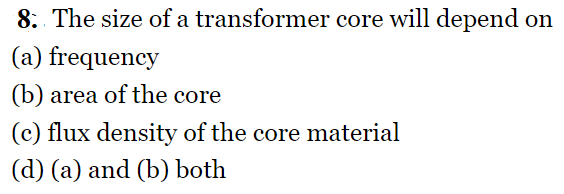 8. The size of a transformer core will depend on
(a) frequency
(b) area of the core
(c) flux density of the core material
(d) (a) and (b) both